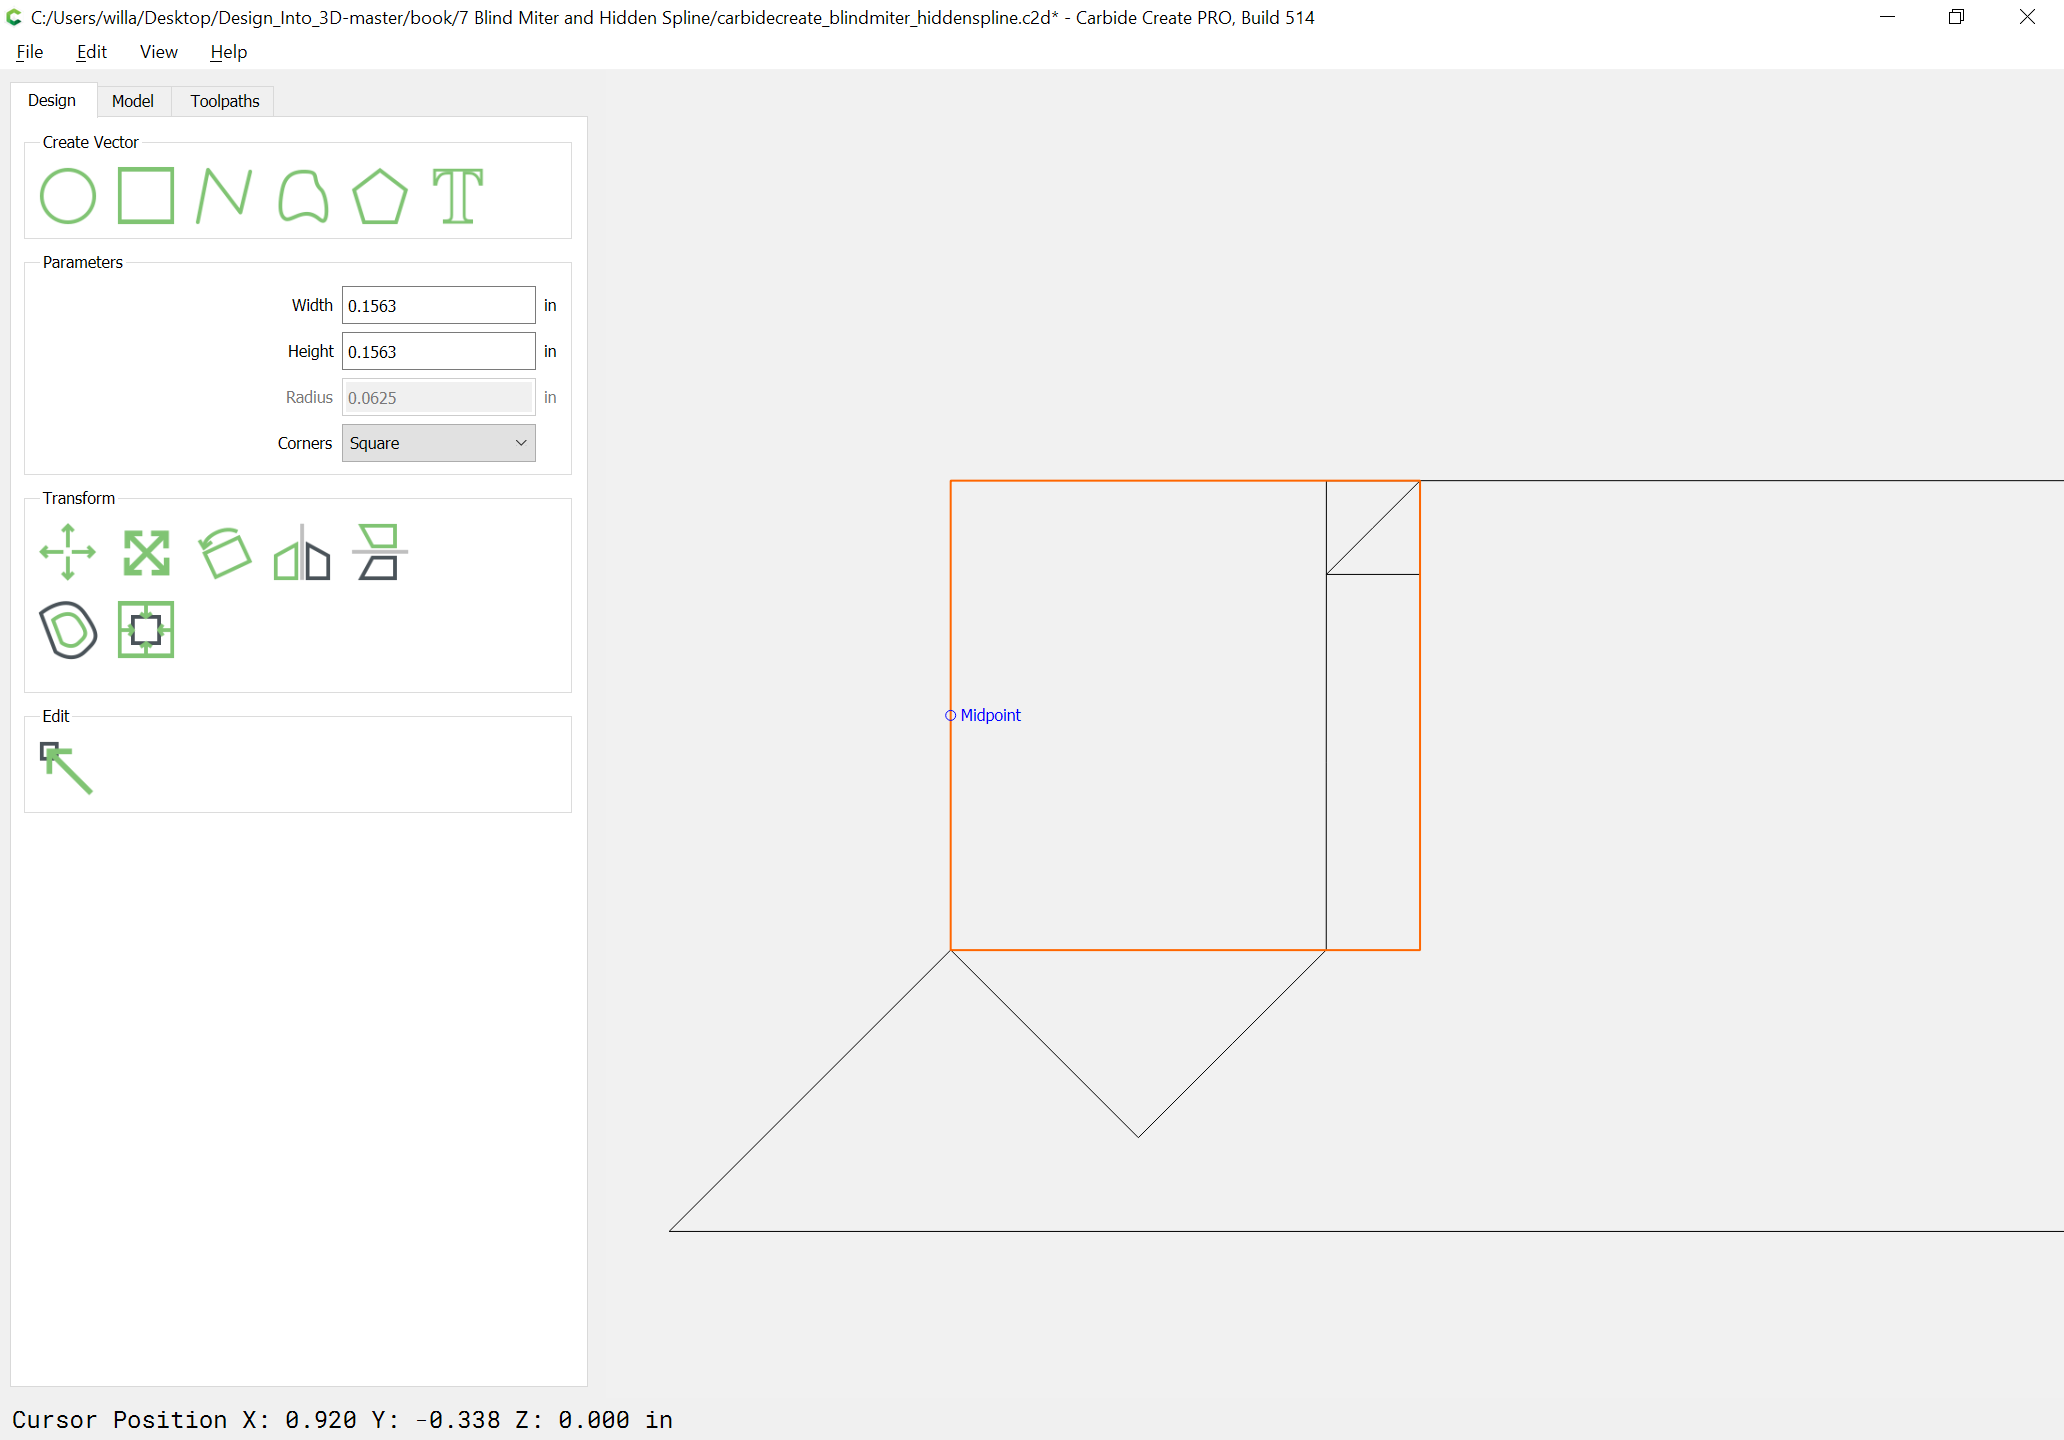 C:/Users/willa/Desktop/Design_Into_3D-master/book/7 Blind Miter and Hidden Spline/carbidecreate_blindmiter_hiddenspline.c2d* - Carbide Create PRO, Build 514
File Edit View Help
Design Model Toolpaths
Create Vector
Parameters
Width 0.1563 in
Height 0.1563 in
Radius 0.0625 in
Corners Square
Transform
Edit
Midpoint
Cursor Position X: 0.920 Y: -0.338 Z: 0.000 in